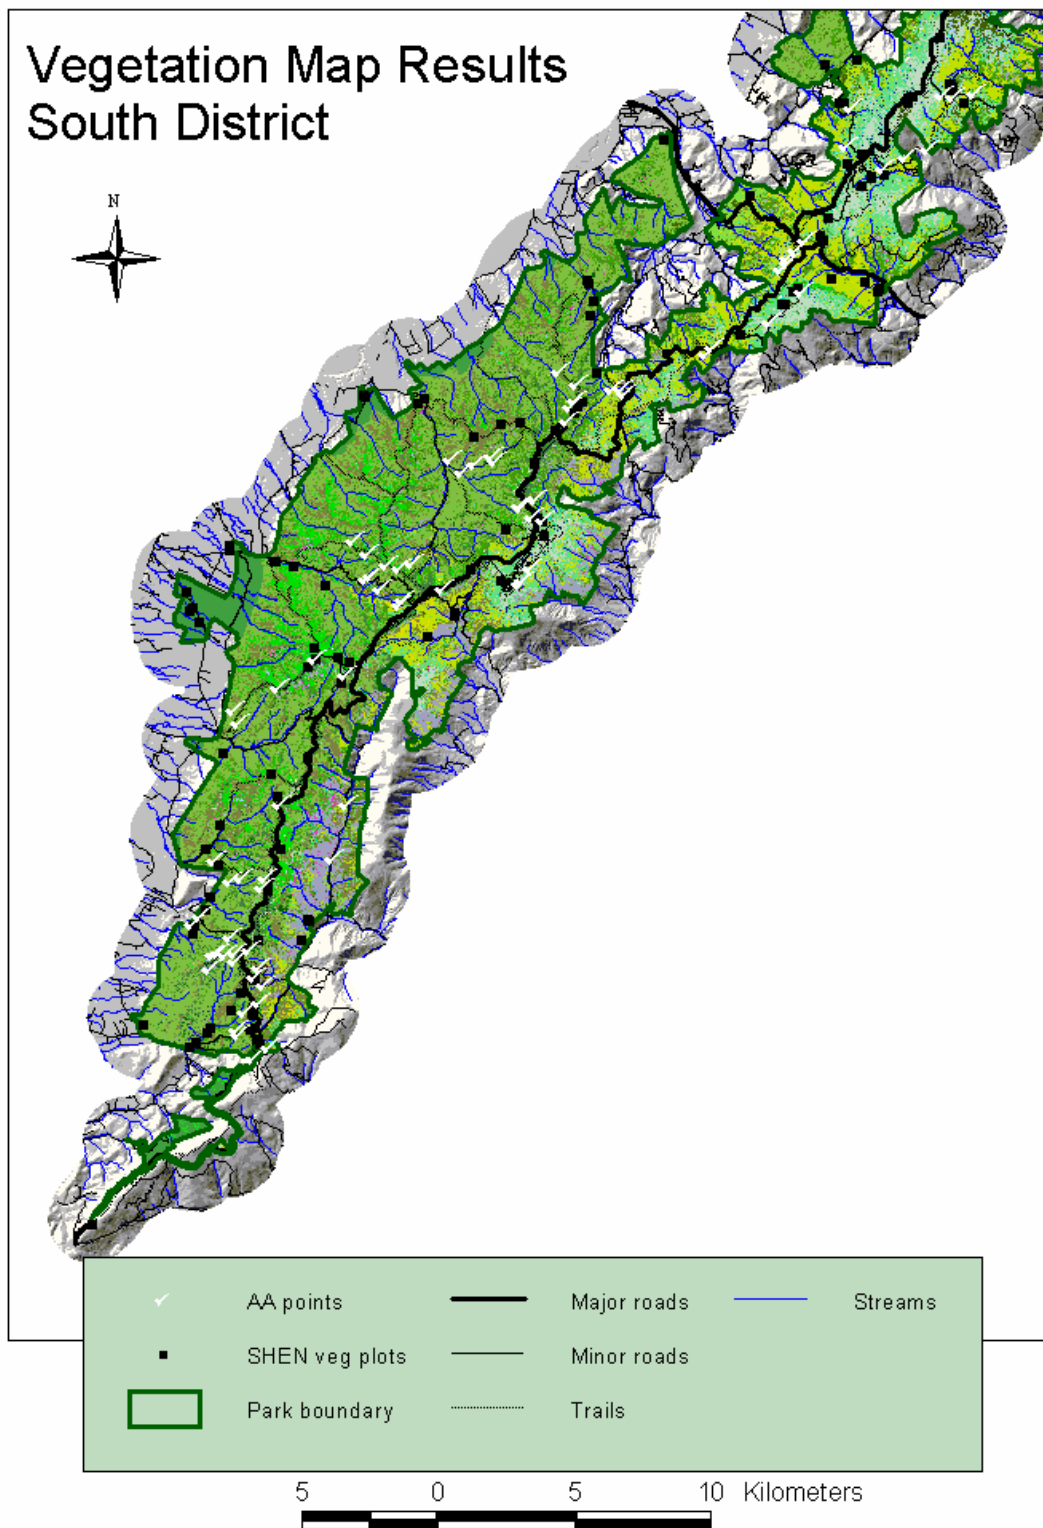 Vegetation Map Results
South District
N
AA points
Major roads
Streams
SHEN veg plots
Minor roads
Park boundary
Trails
5 0 5 10 Kilometers